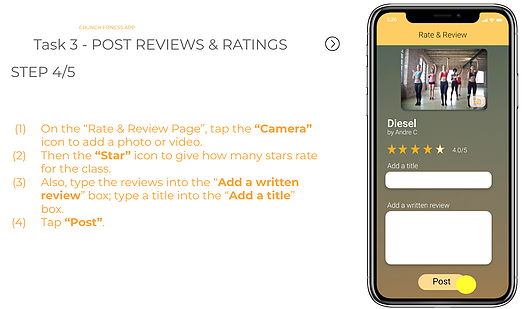 CRUNCH FITNESS APP
Task 3 - POST REVIEWS & RATINGS
STEP 4/5
(1) On the “Rate & Review Page”, tap the “Camera”
icon to add a photo or video.
(2) Then the “Star” icon to give how many stars rate
for the class.
(3) Also, type the reviews into the “Add a written
review” box; type a title into the “Add a title”
box.
(4) Tap “Post”.
Rate & Review
Diesel
by Andre C
4.0/5
Add a title
Add a written review
Post